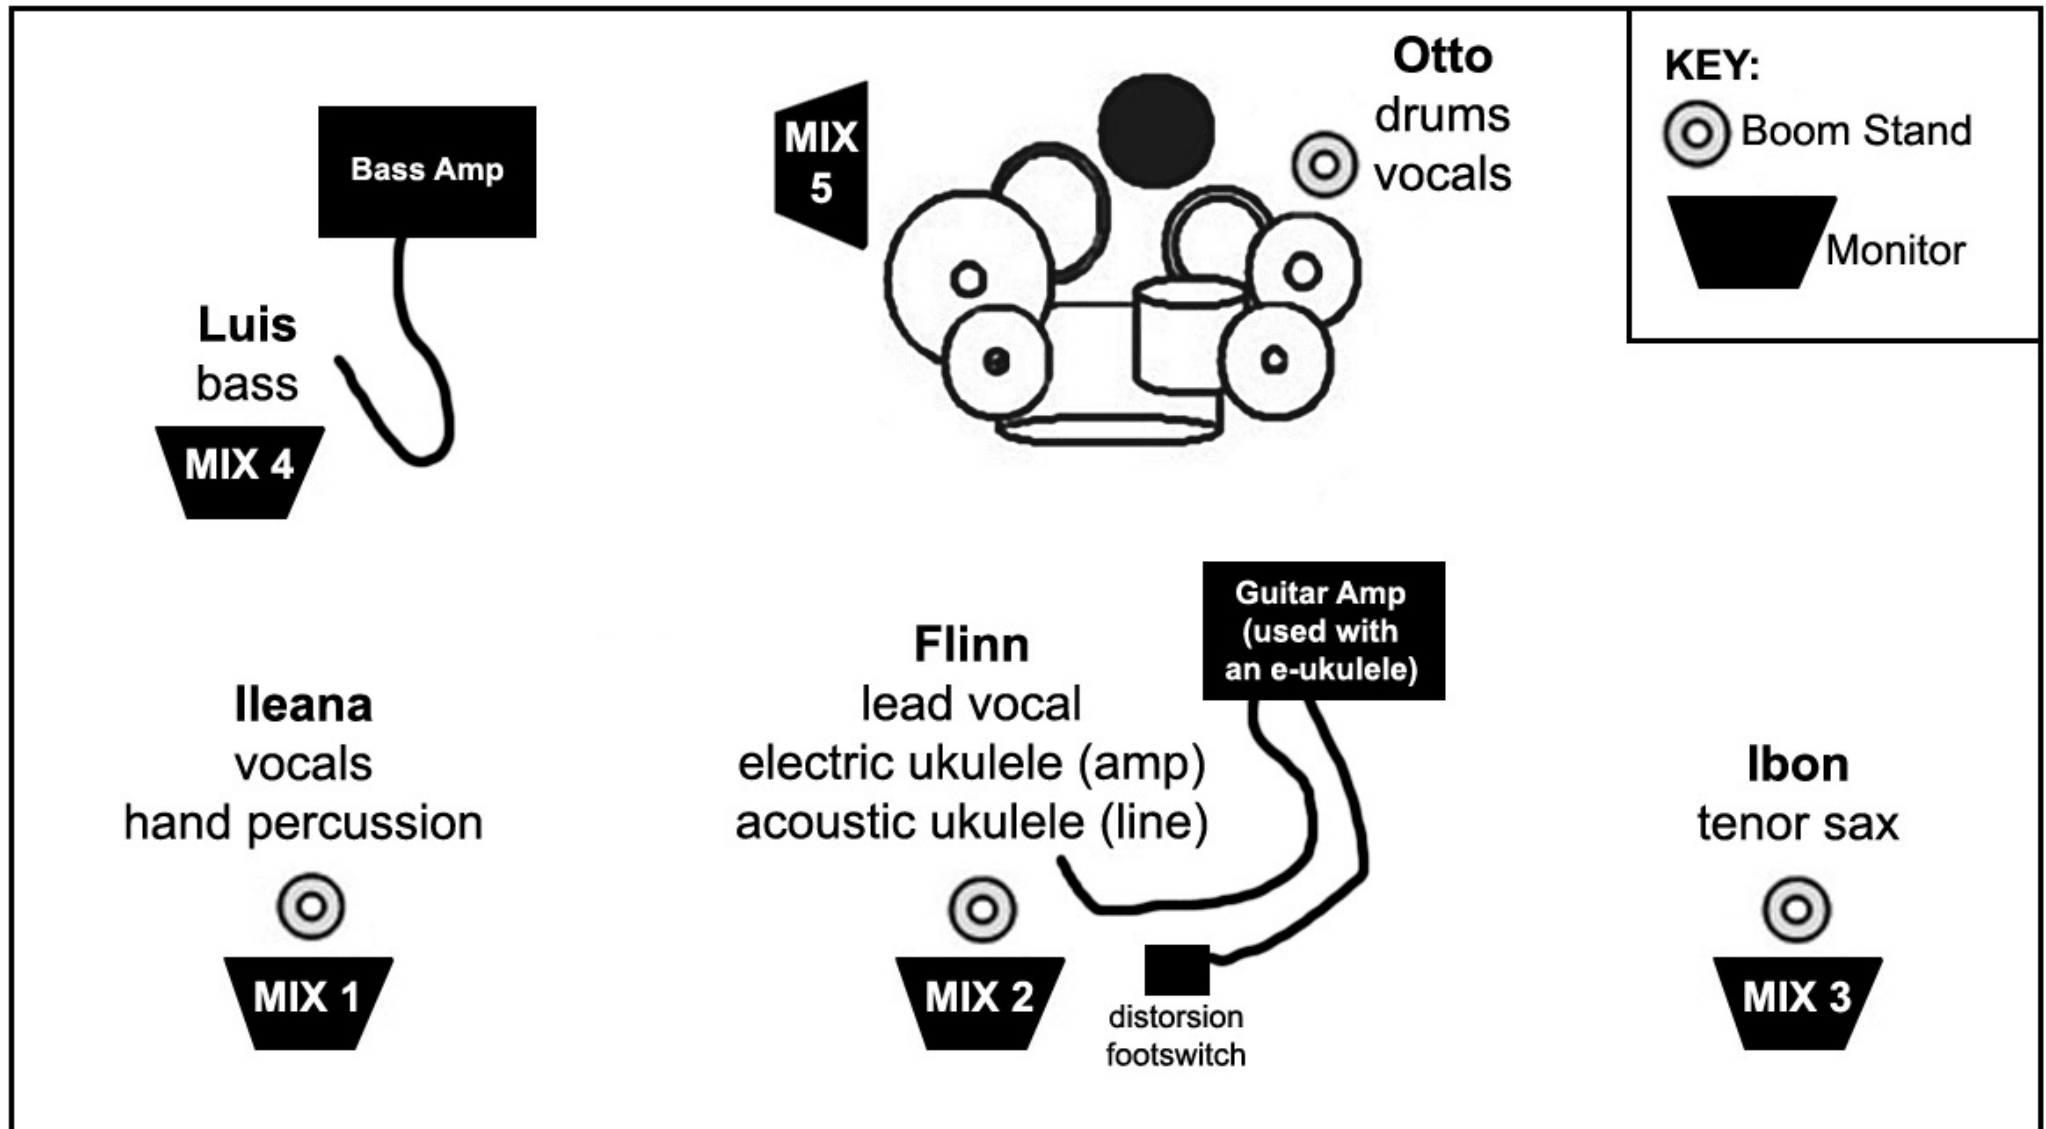 Otto
drums
vocals
KEY:
Boom Stand
Monitor
MIX
5
Bass Amp
Luis
bass
MIX 4
Guitar Amp
(used with
an e-ukulele)
Flinn
lead vocal
electric ukulele (amp)
acoustic ukulele (line)
Ileana
vocals
hand percussion
Ibon
tenor sax
MIX 1
MIX 2
distorsion
footswitch
MIX 3